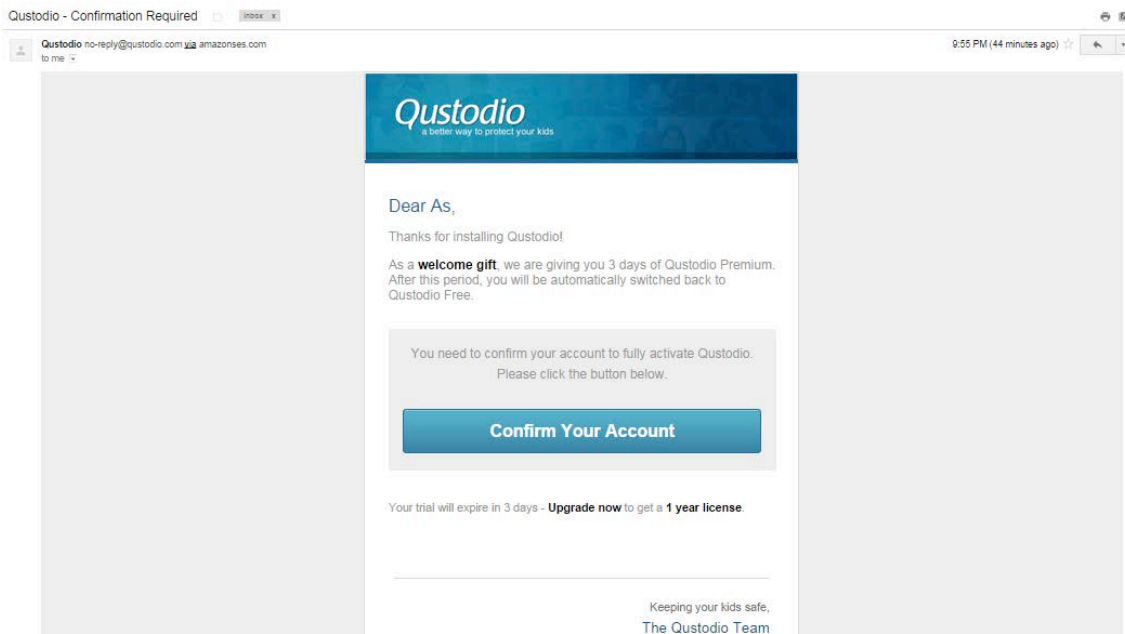 Qustodio - Confirmation Required
Inbox x
Qustodio no-reply@qustodio.com via amazonses.com
9:55 PM (44 minutes ago)
to me
Qustodio
a better way to protect your kids
Dear As,
Thanks for installing Qustodio!
As a welcome gift, we are giving you 3 days of Qustodio Premium.
After this period, you will be automatically switched back to
Qustodio Free.
You need to confirm your account to fully activate Qustodio.
Please click the button below.
Confirm Your Account
Your trial will expire in 3 days - Upgrade now to get a 1 year license.
Keeping your kids safe,
The Qustodio Team